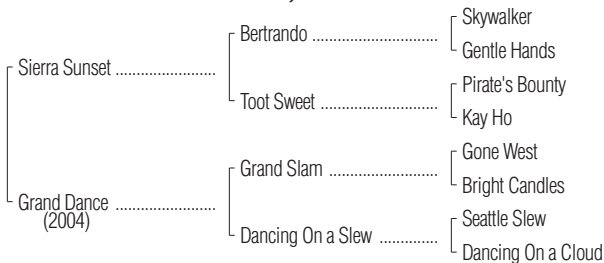 Skywalker
Bertrando ........................
Gentle Hands
Sierra Sunset ........................
Pirate's Bounty
Toot Sweet ........................
Kay Ho
Gone West
Grand Slam ........................
Bright Candles
Grand Dance ........................
(2004)
Seattle Slew
Dancing On a Slew ..............
Dancing On a Cloud